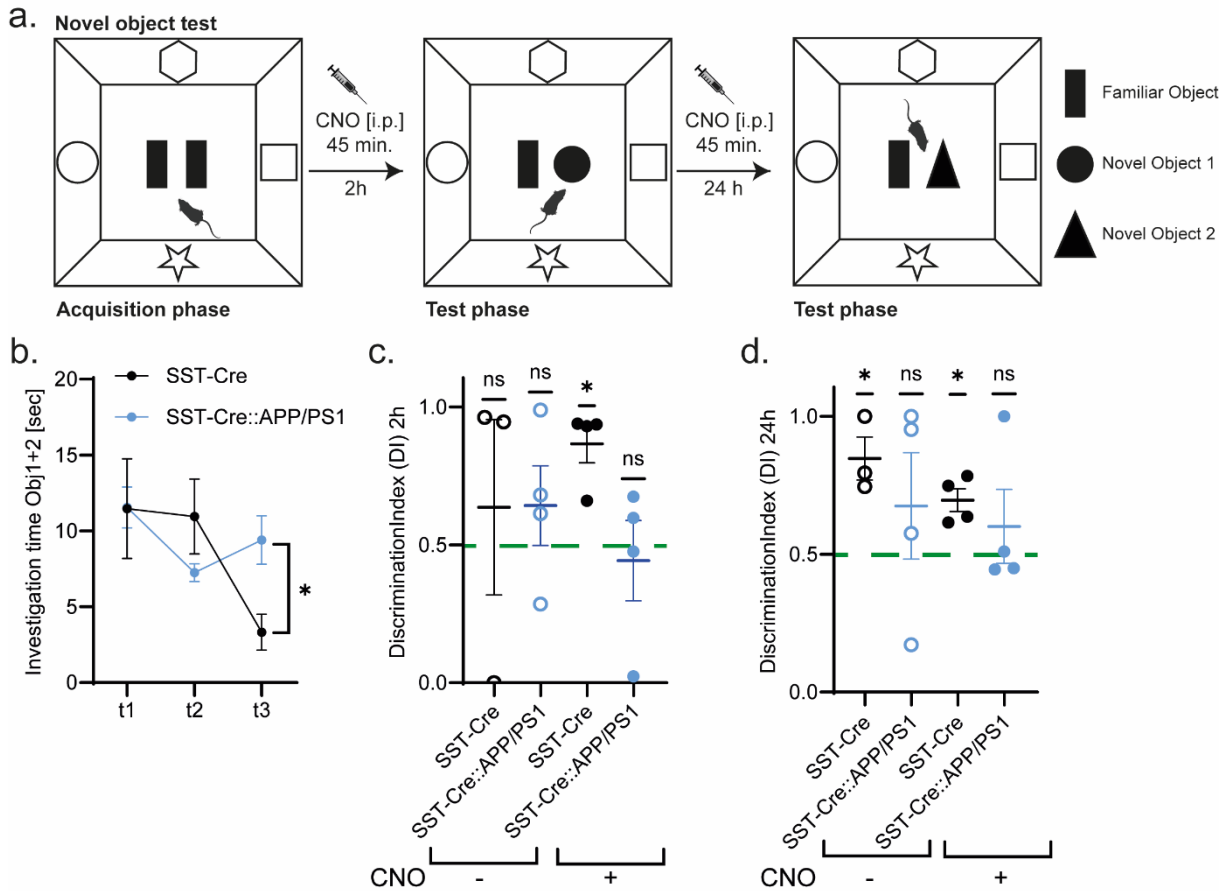 a.
Novel object test
CNO [i.p.]
45 min.
2h
CNO [i.p.]
45 min.
24 h
Familiar Object
Novel Object 1
Novel Object 2
Acquisition phase
Test phase
Test phase
b.
SST-Cre
SST-Cre::APP/PS1
Investigation time Obj1+2 [sec]
20
15
10
5
0
t1
t2
t3
*
c.
DiscriminationIndex (DI) 2h
1.0
0.5
0.0
ns
ns
*
ns
SST-Cre
SST-Cre::APP/PS1
SST-Cre
SST-Cre::APP/PS1
CNO
-
+
d.
DiscriminationIndex (DI) 24h
1.0
0.5
0.0
*
ns
*
ns
SST-Cre
SST-Cre::APP/PS1
SST-Cre
SST-Cre::APP/PS1
CNO
-
+